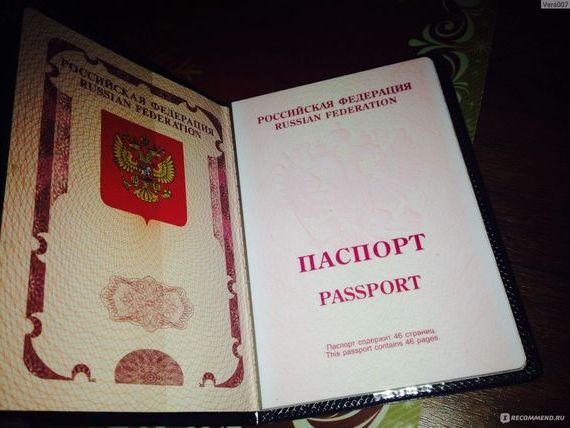 Vera007
РОССИЙСКАЯ ФЕДЕРАЦИЯ
RUSSIAN FEDERATION
РОССИЙСКАЯ ФЕДЕРАЦИЯ
RUSSIAN FEDERATION
ПАСПОРТ
PASSPORT
Паспорт содержит 46 страниц.
This passport contains 46 pages.
IRECOMMEND.RU